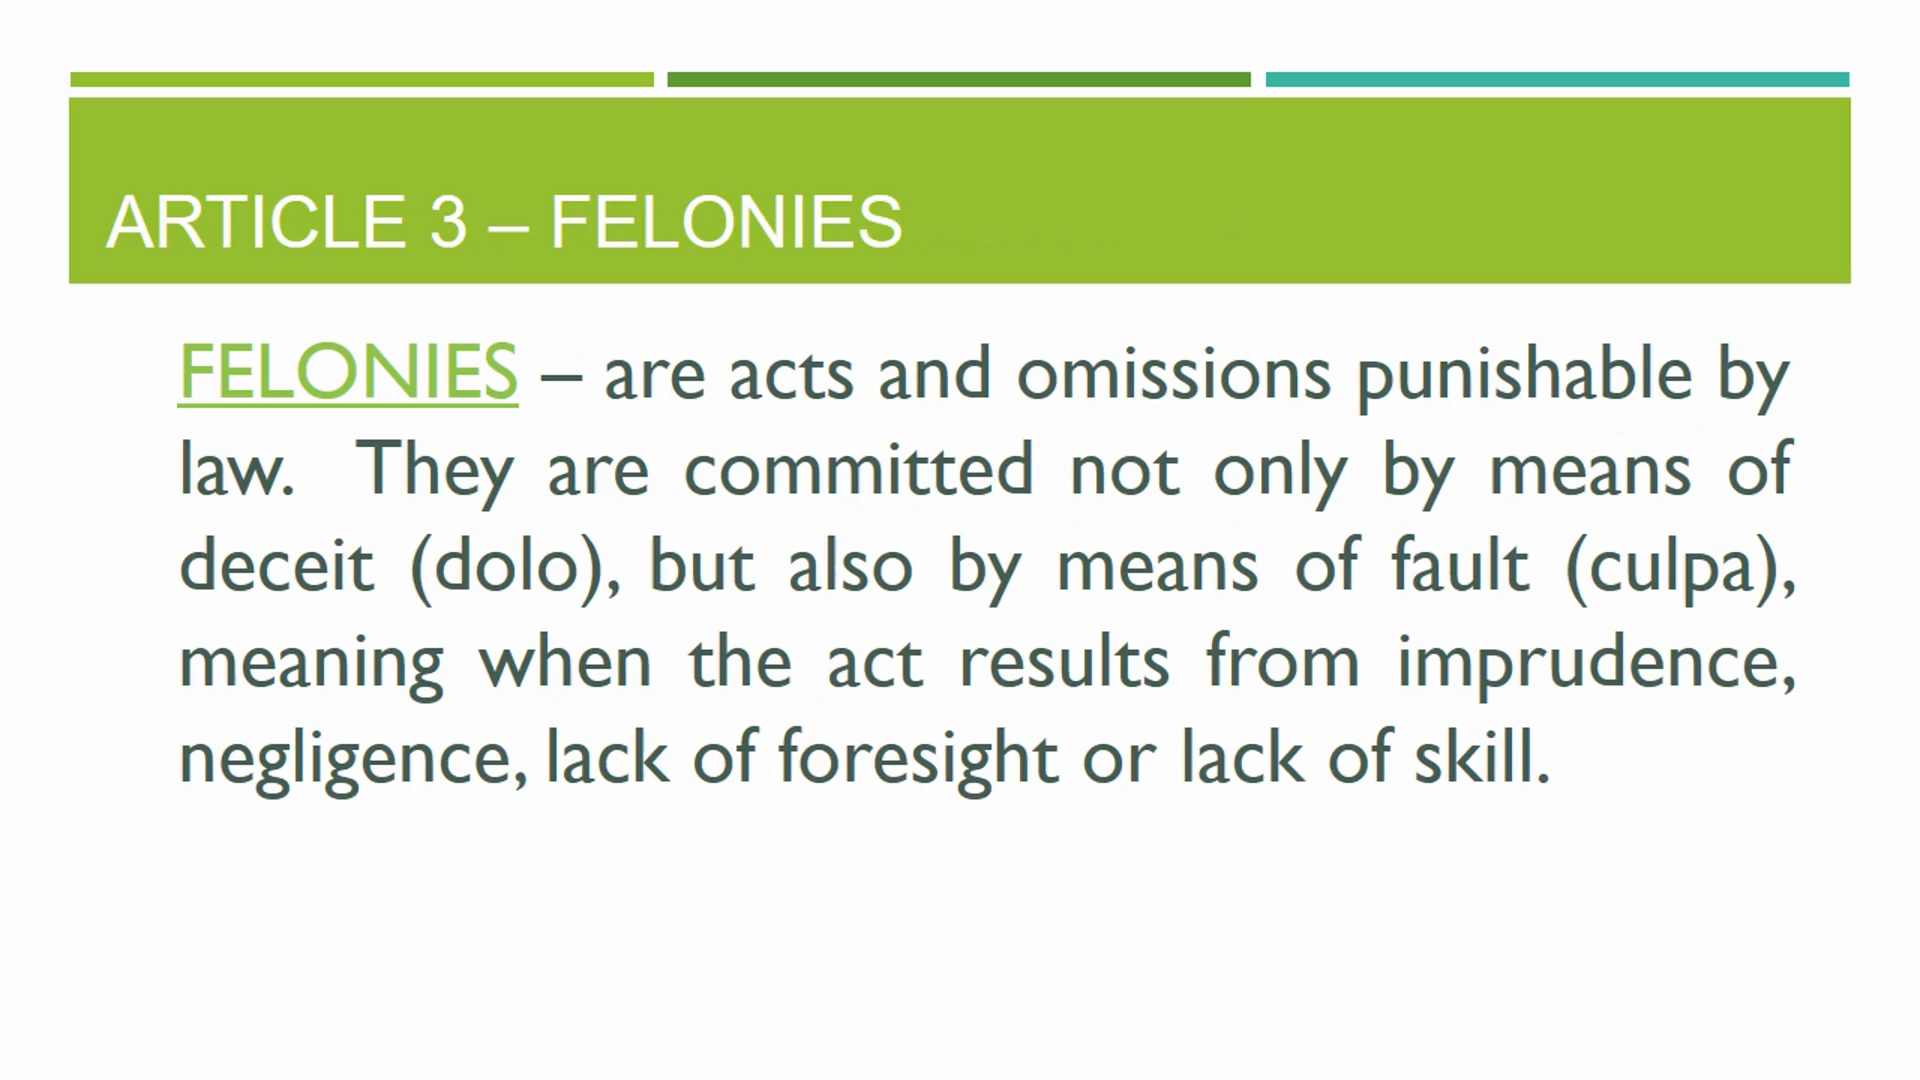 ARTICLE 3 – FELONIES
FELONIES – are acts and omissions punishable by
law. They are committed not only by means of
deceit (dolo), but also by means of fault (culpa),
meaning when the act results from imprudence,
negligence, lack of foresight or lack of skill.